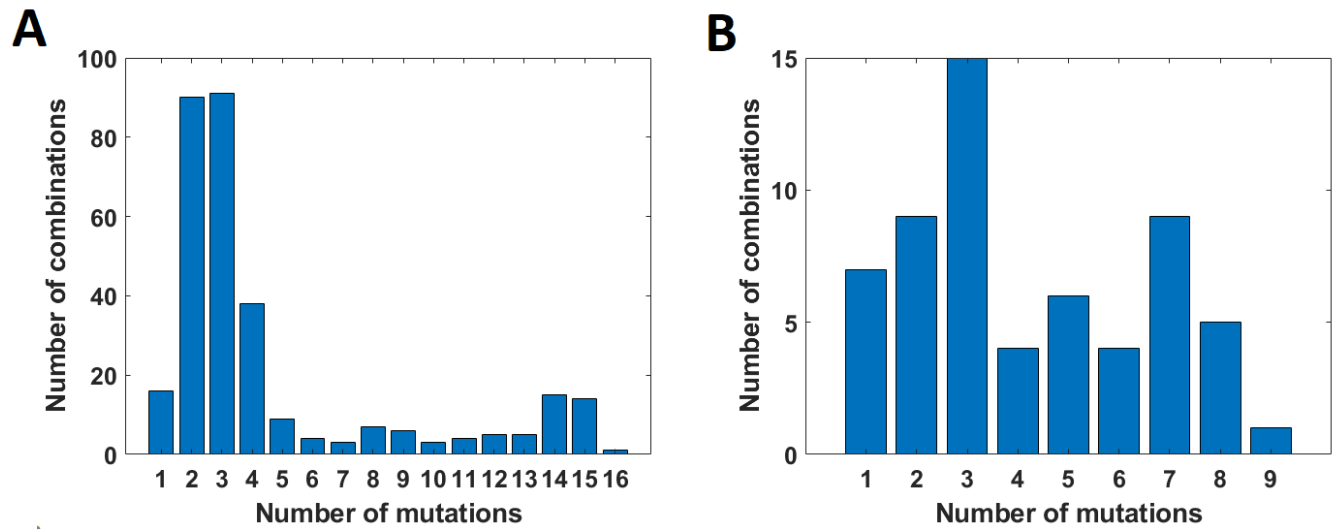 A
100
80
60
40
20
0
Number of combinations
1 2 3 4 5 6 7 8 9 10 11 12 13 14 15 16
Number of mutations
B
15
10
5
0
Number of combinations
1 2 3 4 5 6 7 8 9
Number of mutations